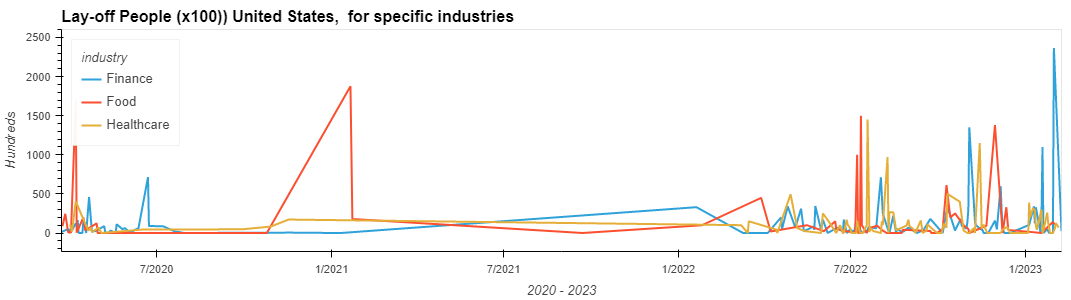 Lay-off People (x100)) United States,  for specific industries
2500
2000
1500
1000
500
0
Hundreds
industry
Finance
Food
Healthcare
7/2020
1/2021
7/2021
1/2022
7/2022
1/2023
2020 - 2023